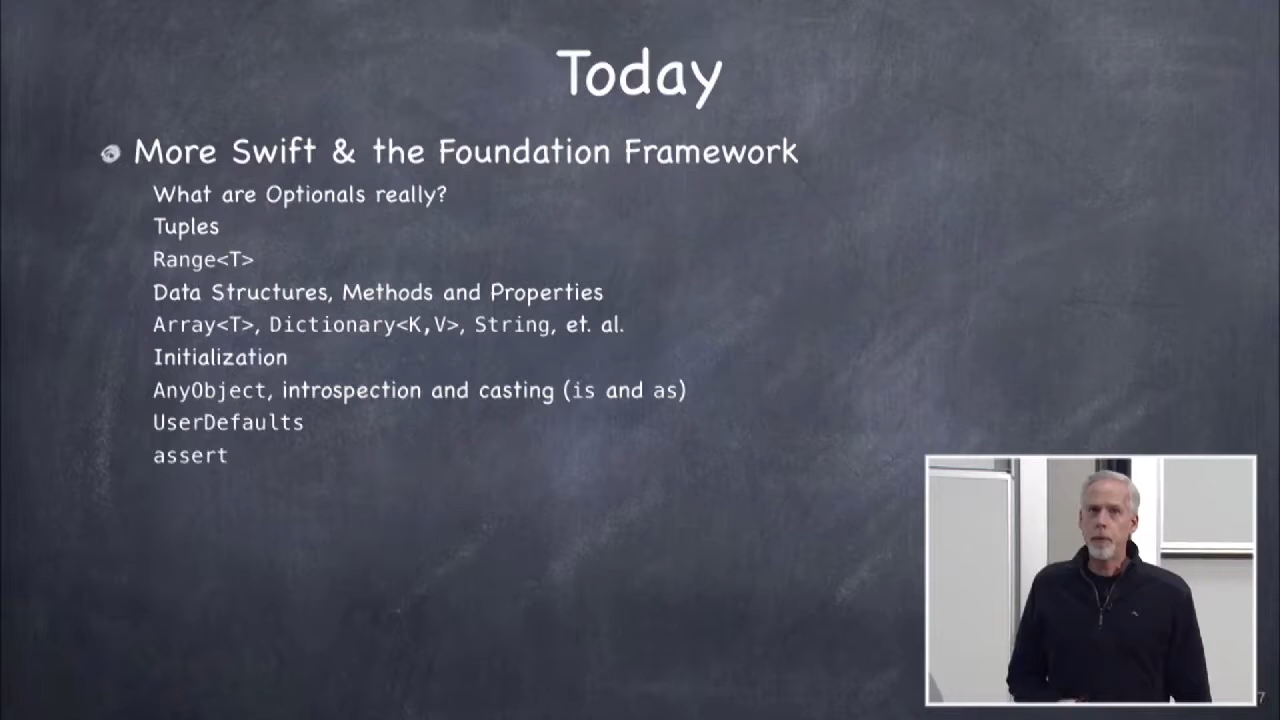 Today
More Swift & the Foundation Framework
What are Optionals really?
Tuples
Range<T>
Data Structures, Methods and Properties
Array<T>, Dictionary<K,V>, String, et. al.
Initialization
AnyObject, introspection and casting (is and as)
UserDefaults
assert
7